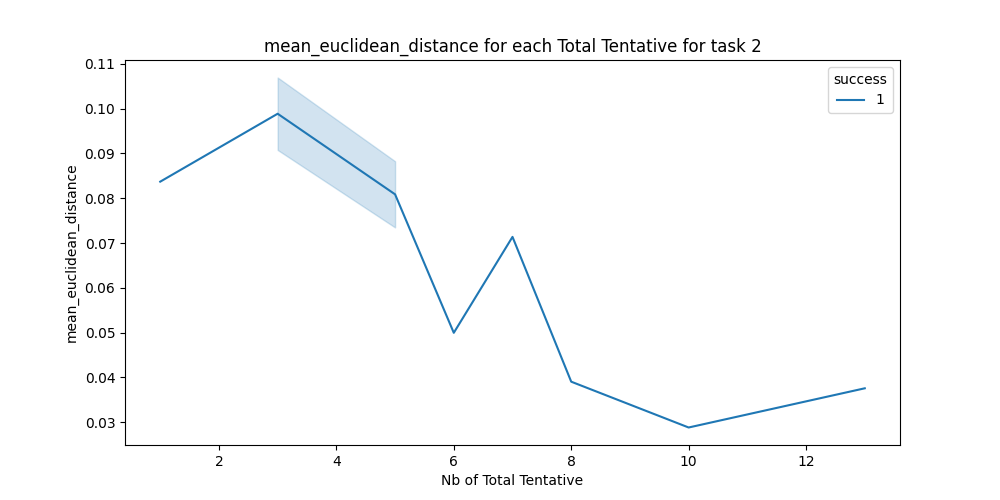 mean_euclidean_distance for each Total Tentative for task 2
success
1
mean_euclidean_distance
0.11
0.10
0.09
0.08
0.07
0.06
0.05
0.04
0.03
2 4 6 8 10 12
Nb of Total Tentative